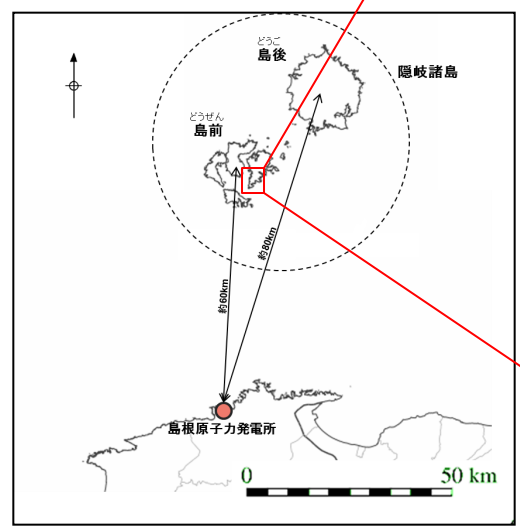 どうご
島後
隠岐諸島
どうぜん
島前
約80km
約60km
島根原子力発電所
0 50 km